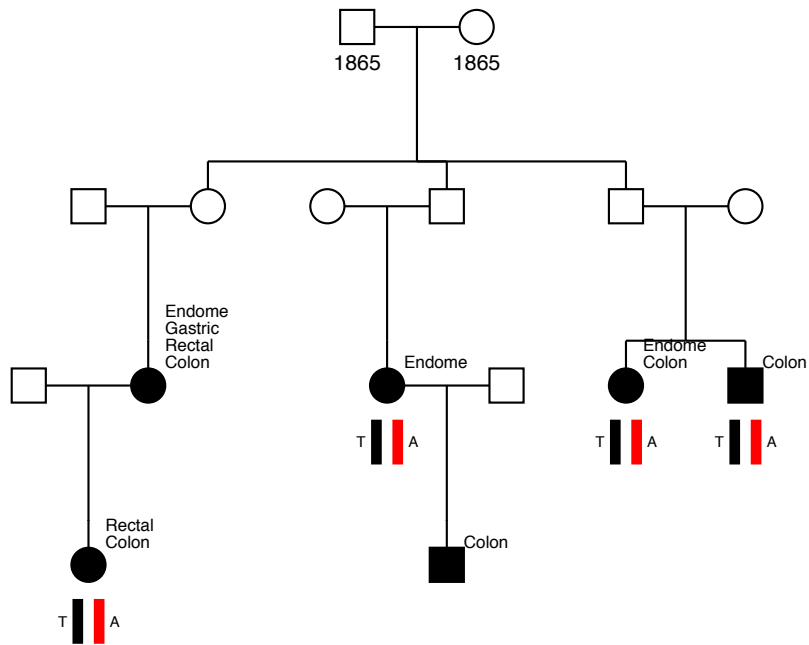 1865
1865
Endome
Gastric
Rectal
Colon
Endome
Endome
Colon
Colon
T A
T A
T A
Rectal
Colon
Colon
T A